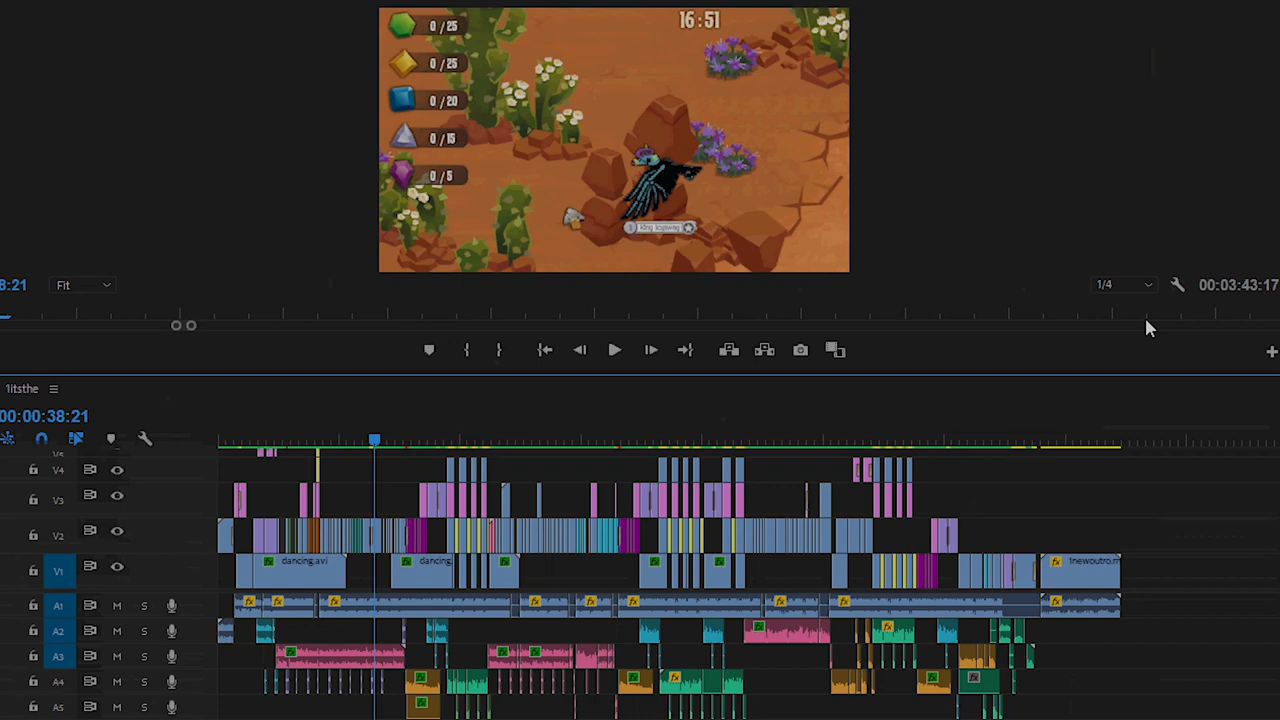 16:51
0/25
0/25
0/20
0/15
0/5
8:21
Fit
1/4
00:03:43:17
1itsthe
00:00:38:21
V4
V3
V2
V1
dancing.avi
dancing.
1newoutro.m
A1
M
S
A2
M
S
A3
M
S
A4
M
S
A5
M
S